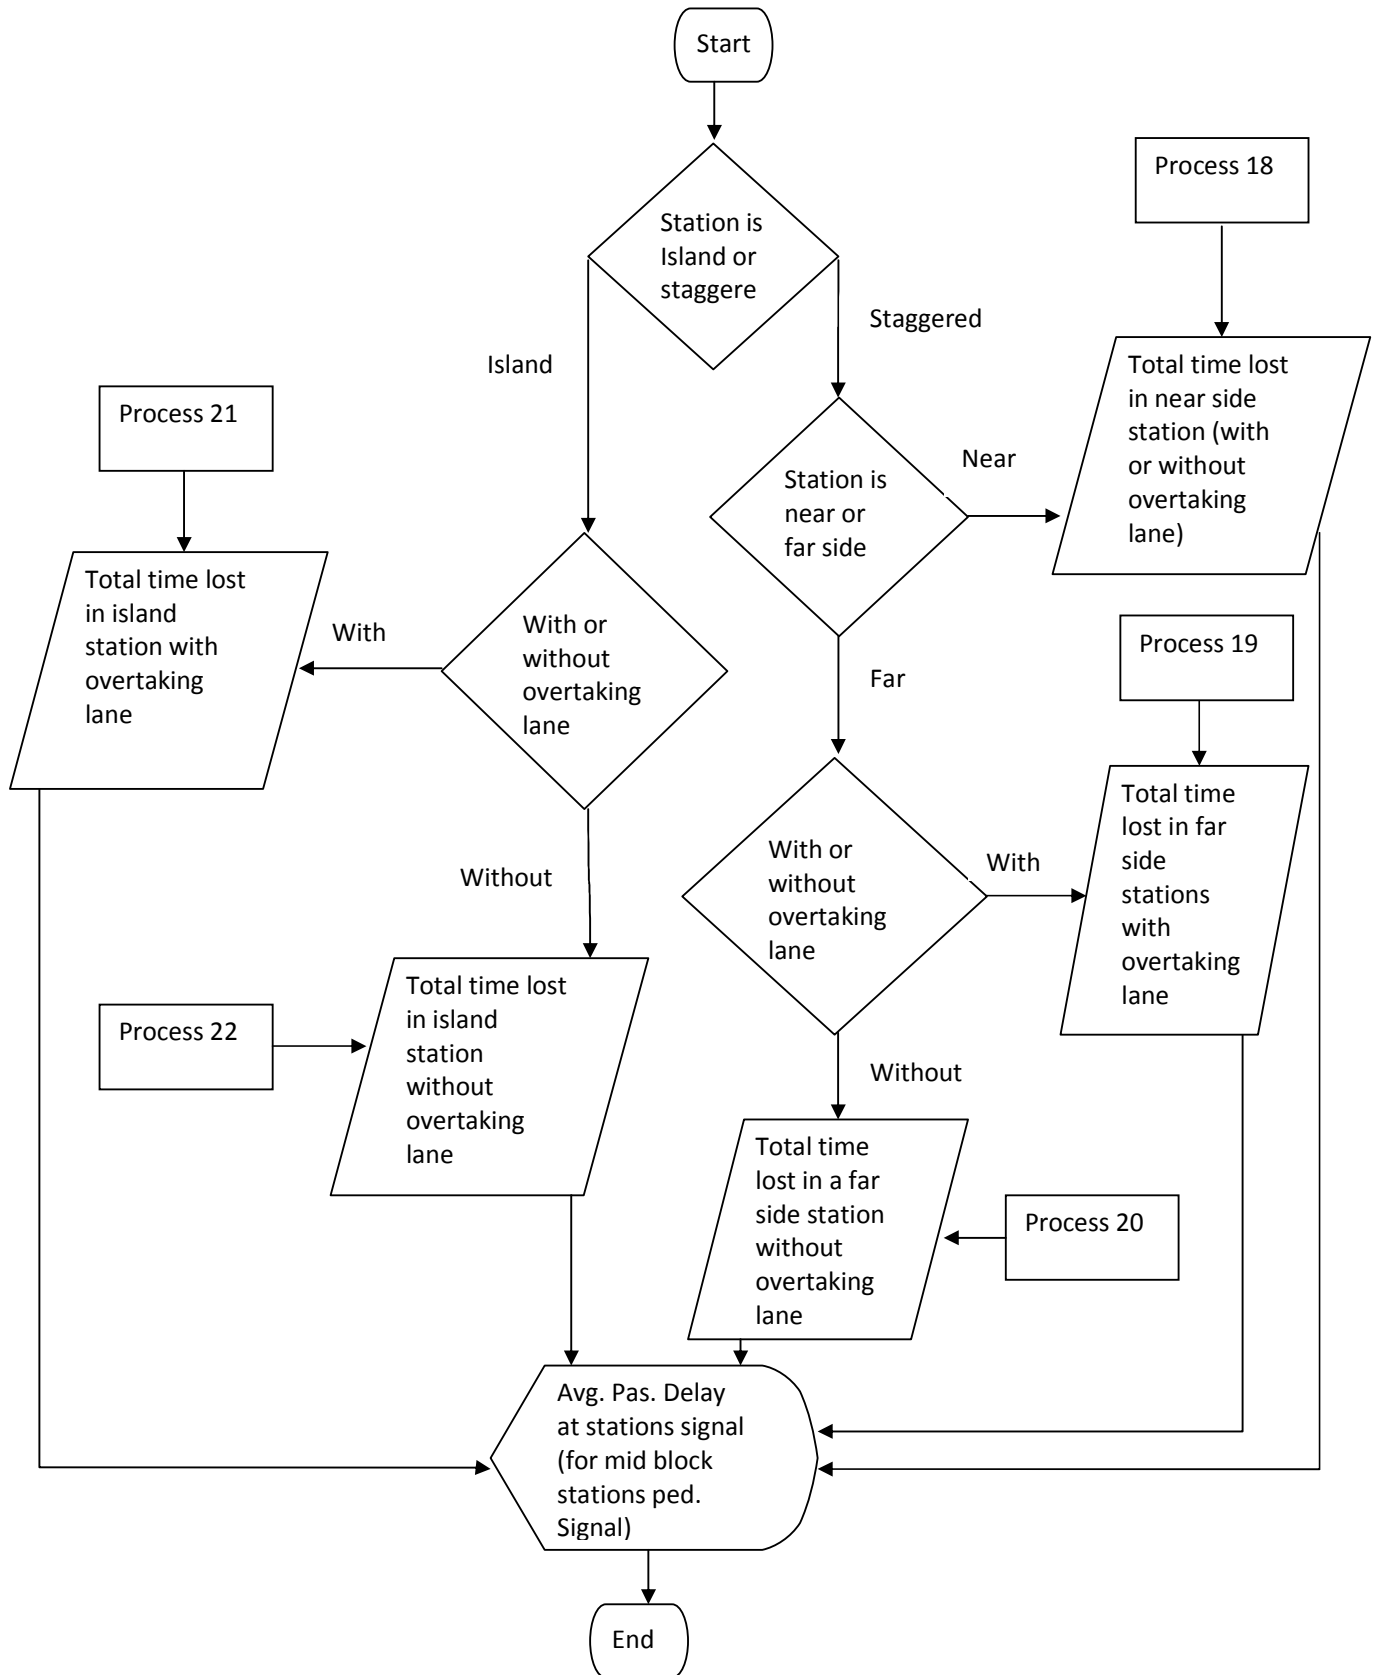 Start
Station is
Island or
staggere
Process 18
Staggered
Island
Total time lost
in near side
station (with
or without
overtaking
lane)
Process 21
Near
Station is
near or
far side
Total time lost
in island
station with
overtaking
lane
With
With or
without
overtaking
lane
Process 19
Far
Total time
lost in far
side
stations
with
overtaking
lane
With or
without
overtaking
lane
With
Without
Total time lost
in island
station
without
overtaking
lane
Process 22
Without
Total time
lost in a far
side station
without
overtaking
lane
Process 20
Avg. Pas. Delay
at stations signal
(for mid block
stations ped.
Signal)
End